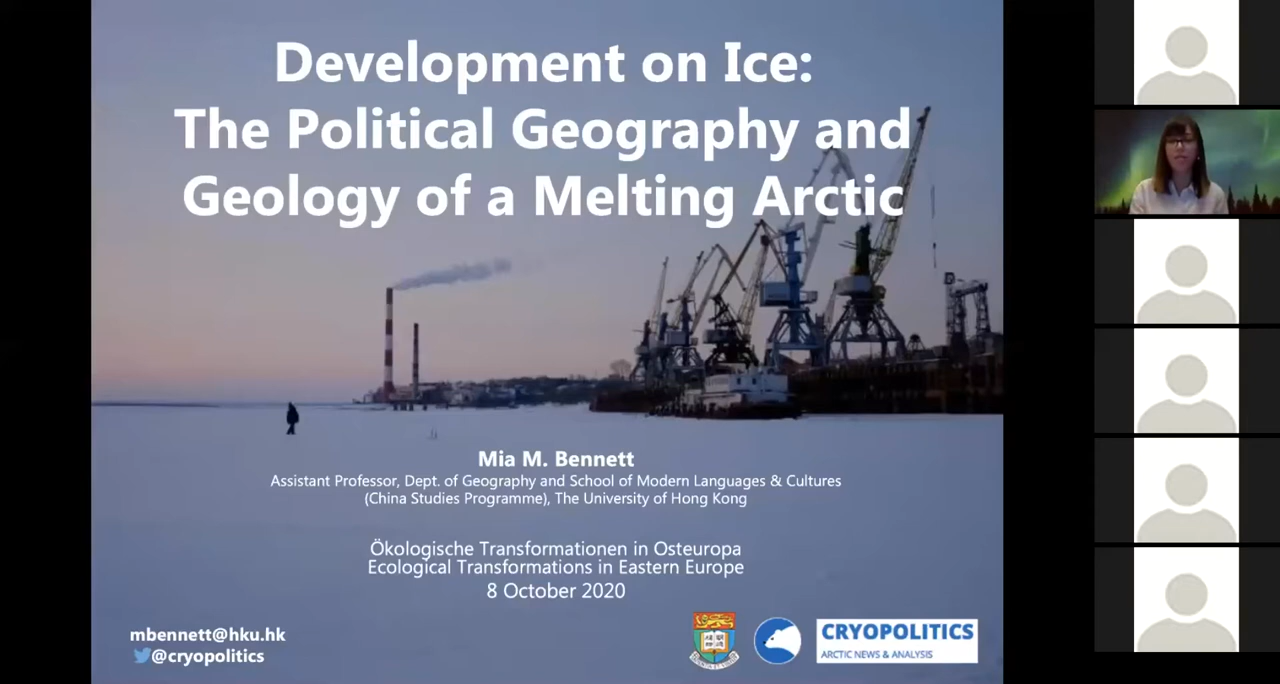 Development on Ice:
The Political Geography and
Geology of a Melting Arctic
Mia M. Bennett
Assistant Professor, Dept. of Geography and School of Modern Languages & Cultures
(China Studies Programme), The University of Hong Kong
Ökologische Transformationen in Osteuropa
Ecological Transformations in Eastern Europe
8 October 2020
mbennett@hku.hk
@cryopolitics
CRYOPOLITICS
ARCTIC NEWS & ANALYSIS